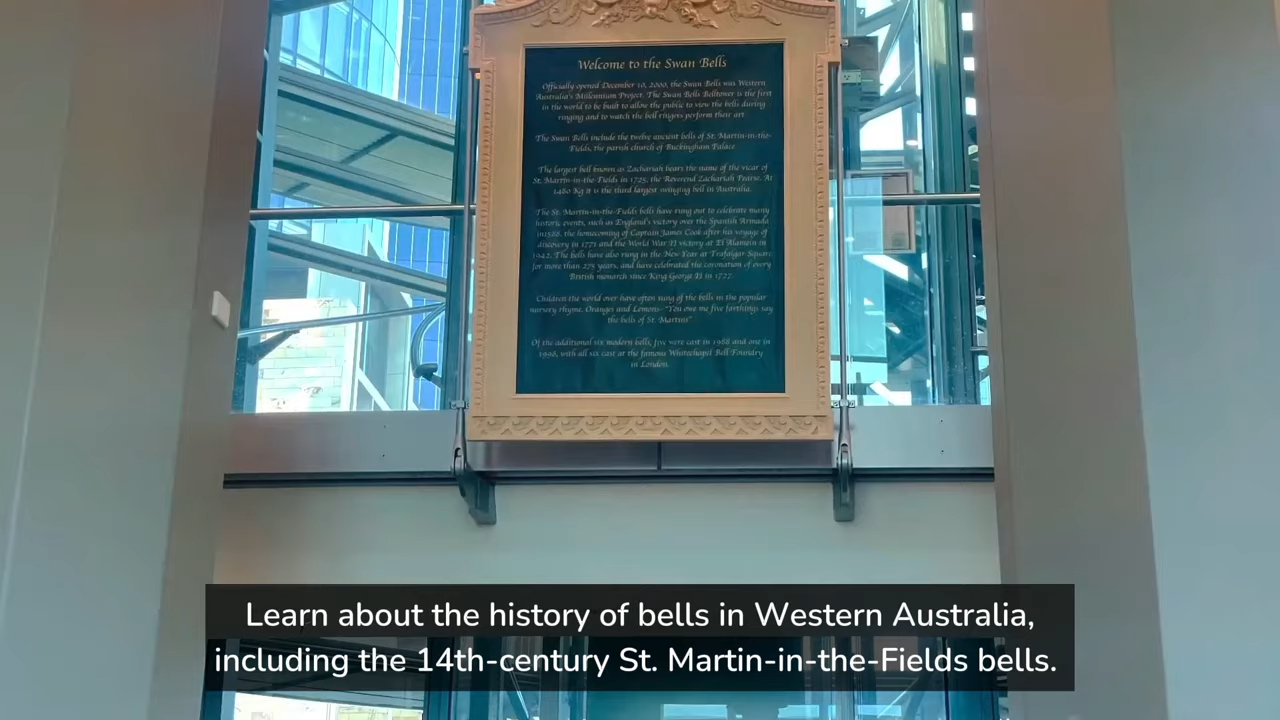 Welcome to the Swan Bells
Officially opened December 10, 2000, the Swan Bells was Western
Australia's Millennium Project. The Swan Bells Belltower is the first
in the world to be built to allow the public to view the bells during
ringing and to watch the bell ringers perform their art.
The Swan Bells include the twelve ancient bells of St. Martin-in-the-
Fields, the parish church of Buckingham Palace
The largest bell known as Zachariah bears the name of the vicar of
St. Martin-in-the-Fields in 1725, the Reverend Zachariah Pearse. At
1480 Kg it is the third largest swinging bell in Australia.
The St. Martin-in-the-Fields bells have rung out to celebrate many
historic events, such as England's victory over the Spanish Armada
in1588, the homecoming of Captain James Cook after his voyage of
discovery in 1771 and the World War II victory at El Alamein in
1942. The bells have also rung in the New Year at Trafalgar Square
for more than 275 years, and have celebrated the coronation of every
British monarch since King George II in 1727.
Children the world over have often sung of the bells in the popular
nursery rhyme, Oranges and Lemons- "You owe me five farthings say
the bells of St. Martins"
Of the additional six modern bells, five were cast in 1988 and one in
1998, with all six cast at the famous Whitechapel Bell Foundry
in London.
Learn about the history of bells in Western Australia,
including the 14th-century St. Martin-in-the-Fields bells.